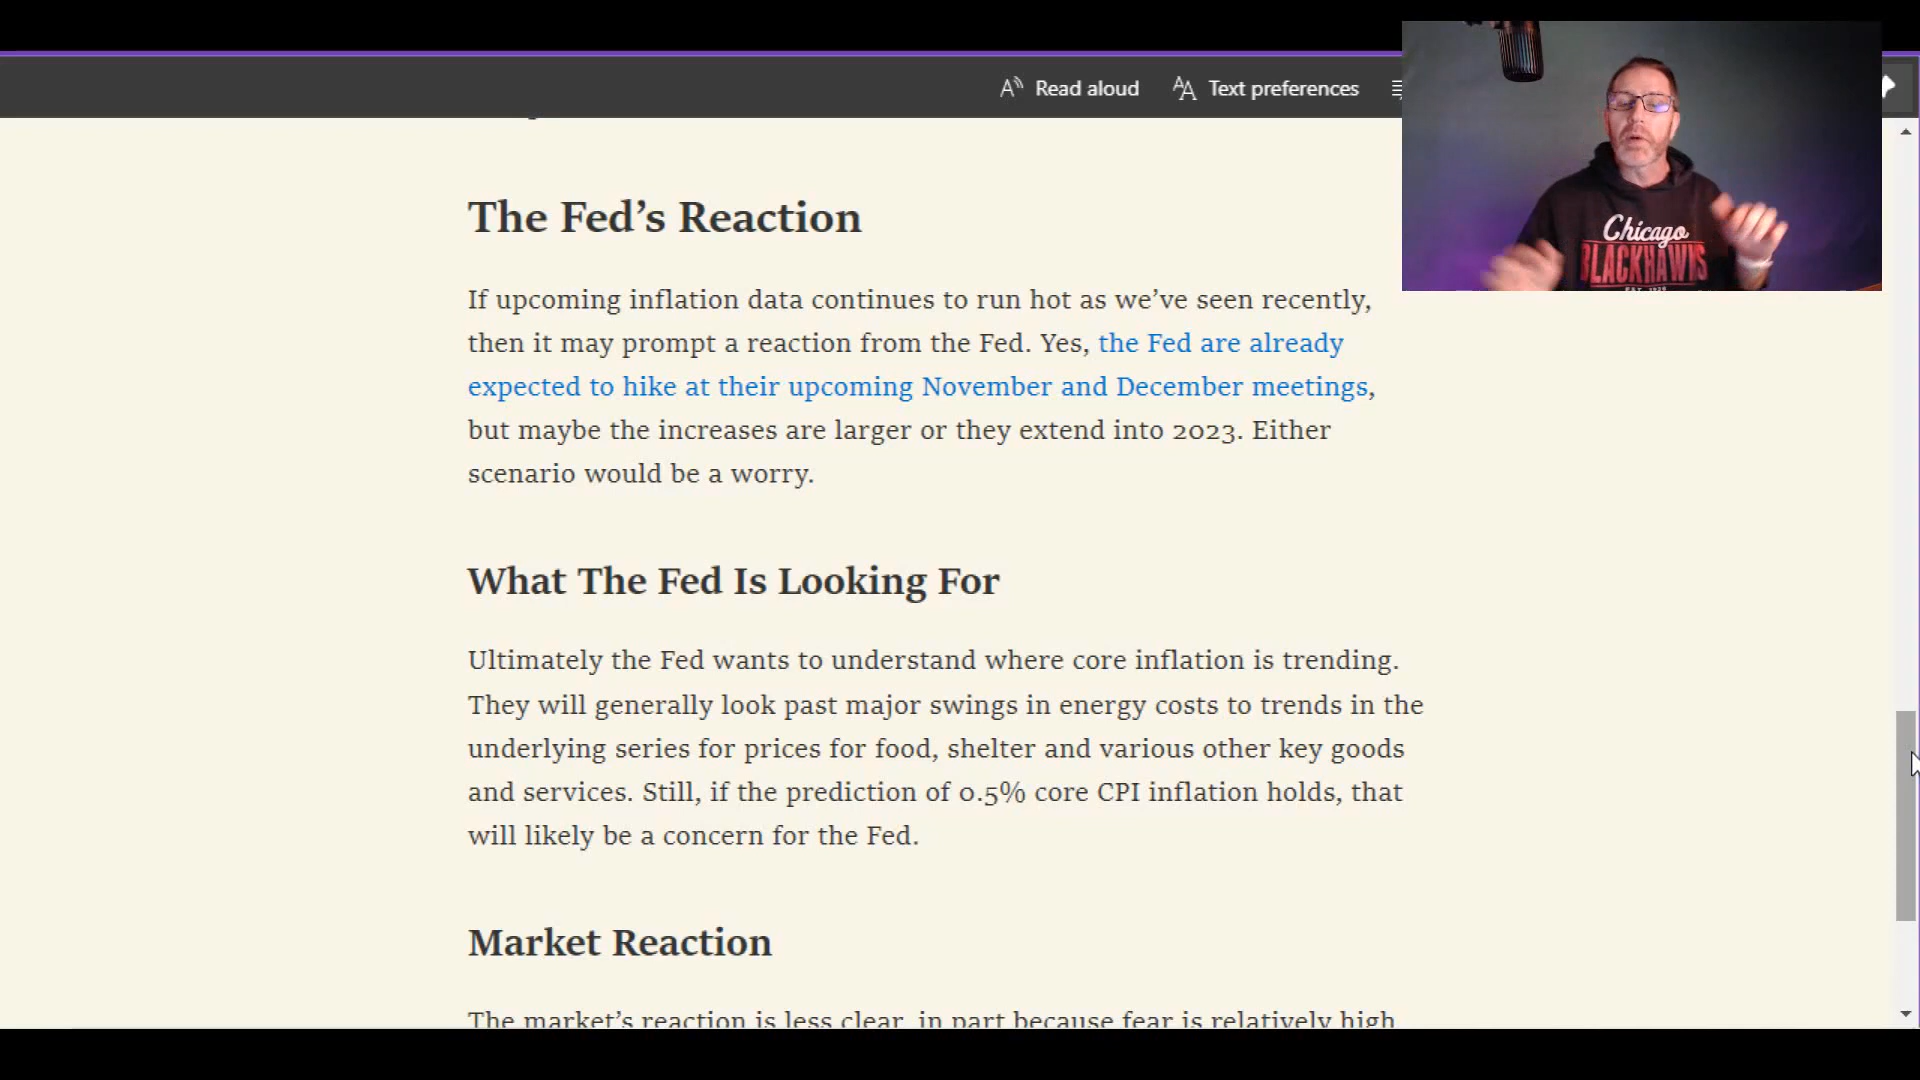 Read aloud
Text preferences
Chicago
BLACKHAWKS
The Fed’s Reaction
If upcoming inflation data continues to run hot as we’ve seen recently,
then it may prompt a reaction from the Fed. Yes, the Fed are already
expected to hike at their upcoming November and December meetings,
but maybe the increases are larger or they extend into 2023. Either
scenario would be a worry.
What The Fed Is Looking For
Ultimately the Fed wants to understand where core inflation is trending.
They will generally look past major swings in energy costs to trends in the
underlying series for prices for food, shelter and various other key goods
and services. Still, if the prediction of 0.5% core CPI inflation holds, that
will likely be a concern for the Fed.
Market Reaction
The market’s reaction is less clear, in part because fear is relatively high